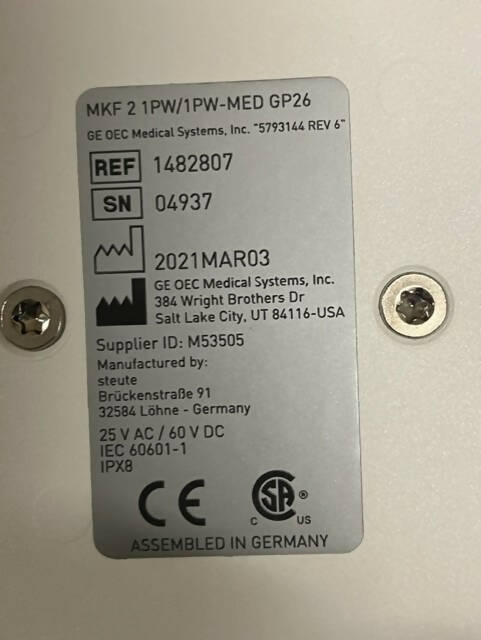 MKF 2 1PW/1PW-MED GP26
GE OEC Medical Systems, Inc. "5793144 REV 6"
REF 1482807
SN 04937
2021MAR03
GE OEC Medical Systems, Inc.
384 Wright Brothers Dr
Salt Lake City, UT 84116-USA
Supplier ID: M53505
Manufactured by:
steute
Brückenstraße 91
32584 Löhne - Germany
25 V AC / 60 V DC
IEC 60601-1
IPX8
CE C SA ® US
ASSEMBLED IN GERMANY